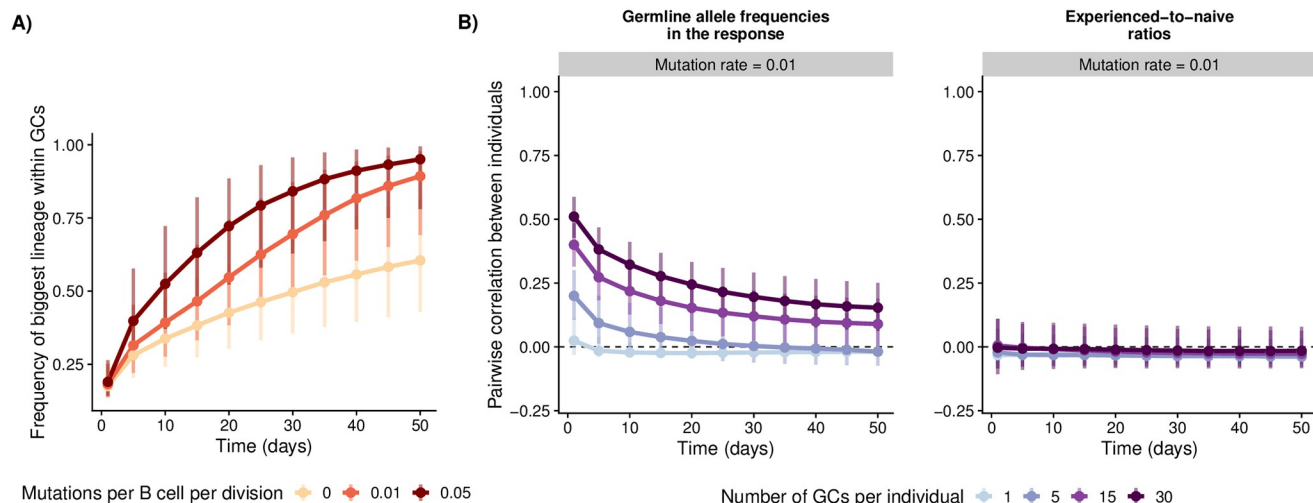 A)
Frequency of biggest lineage within GCs
1.00
0.75
0.50
0.25
0 10 20 30 40 50
Time (days)
Mutations per B cell per division 0 0.01 0.05
B)
Germline allele frequencies
in the response
Mutation rate = 0.01
Pairwise correlation between individuals
1.00
0.75
0.50
0.25
0.00
−0.25
0 10 20 30 40 50
Time (days)
Experienced−to−naive
ratios
Mutation rate = 0.01
1.00
0.75
0.50
0.25
0.00
−0.25
0 10 20 30 40 50
Time (days)
Number of GCs per individual 1 5 15 30